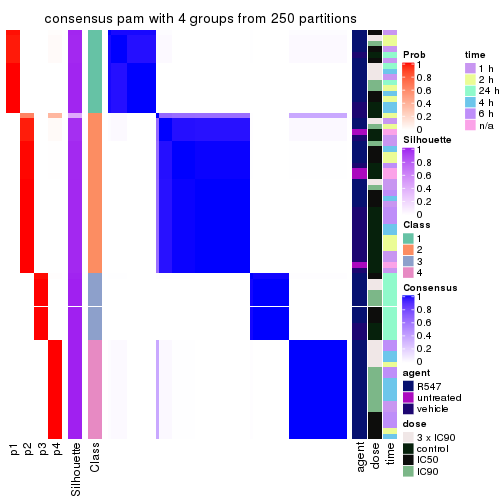 consensus pam with 4 groups from 250 partitions
Prob
1
0.8
0.6
0.4
0.2
0
time
1 h
2 h
24 h
4 h
6 h
n/a
Silhouette
1
0.8
0.6
0.4
0.2
0
Class
1
2
3
4
Consensus
1
0.8
0.6
0.4
0.2
0
agent
R547
untreated
vehicle
dose
3 x IC90
control
IC50
IC90
p1
p2
p3
p4
Silhouette
Class
agent
dose
time